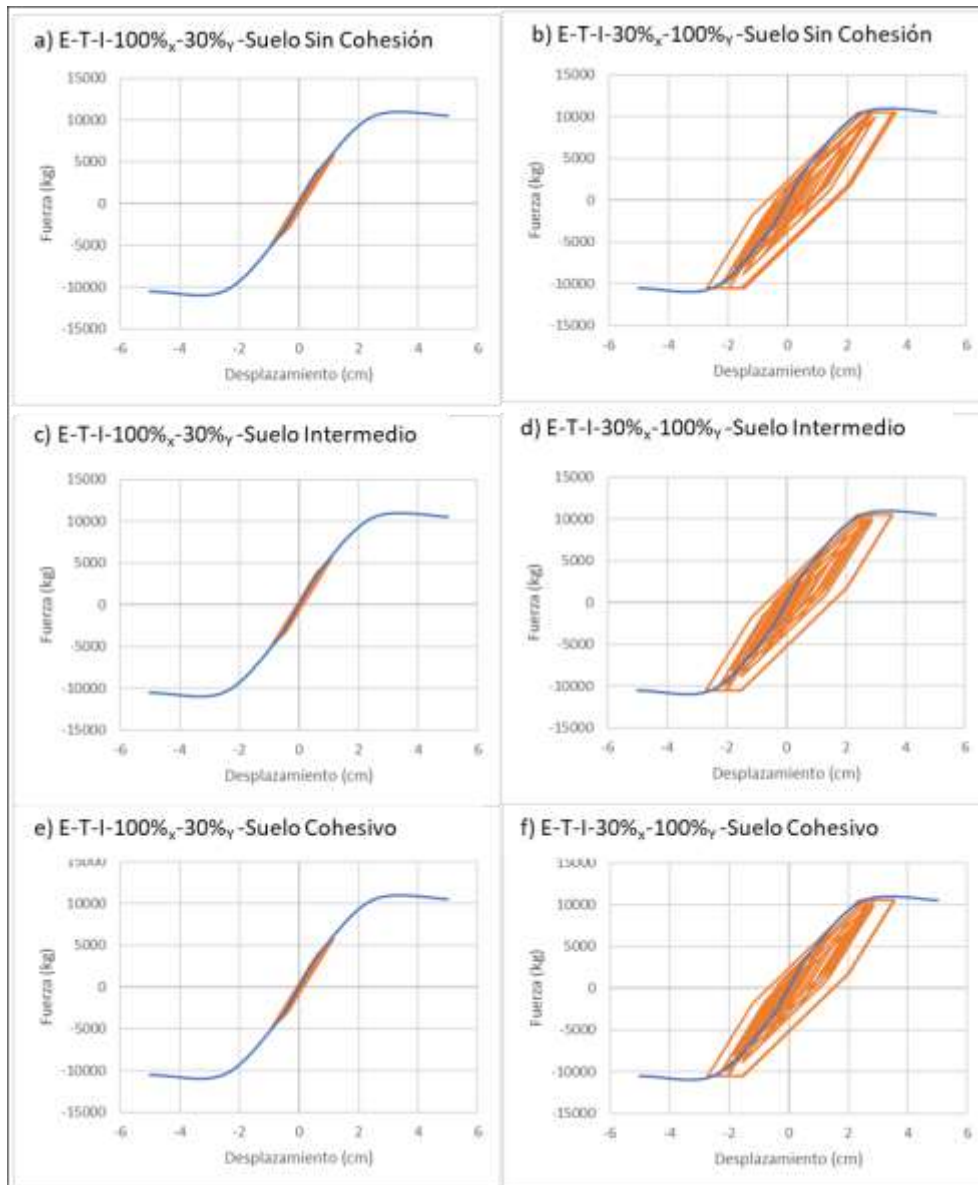 a) E-T-I-100%x-30%Y-Suelo Sin Cohesión
15000
10000
5000
0
-5000
-10000
-15000
Fuerza (kg)
-6 -4 -2 0 2 4 6
Desplazamiento (cm)
b) E-T-I-30%x-100%Y-Suelo Sin Cohesión
15000
10000
5000
0
-5000
-10000
-15000
Fuerza (kg)
-6 -4 -2 0 2 4 6
Desplazamiento (cm)
c) E-T-I-100%x-30%Y-Suelo Intermedio
15000
10000
5000
0
-5000
-10000
-15000
Fuerza (kg)
-6 -4 -2 0 2 4 6
Desplazamiento (cm)
d) E-T-I-30%x-100%Y-Suelo Intermedio
15000
10000
5000
0
-5000
-10000
-15000
Fuerza (kg)
-6 -4 -2 0 2 4 6
Desplazamiento (cm)
e) E-T-I-100%x-30%Y-Suelo Cohesivo
15000
10000
5000
0
-5000
-10000
-15000
Fuerza (kg)
-6 -4 -2 0 2 4 6
Desplazamiento (cm)
f) E-T-I-30%x-100%Y-Suelo Cohesivo
15000
10000
5000
0
-5000
-10000
-15000
Fuerza (kg)
-6 -4 -2 0 2 4 6
Desplazamiento (cm)